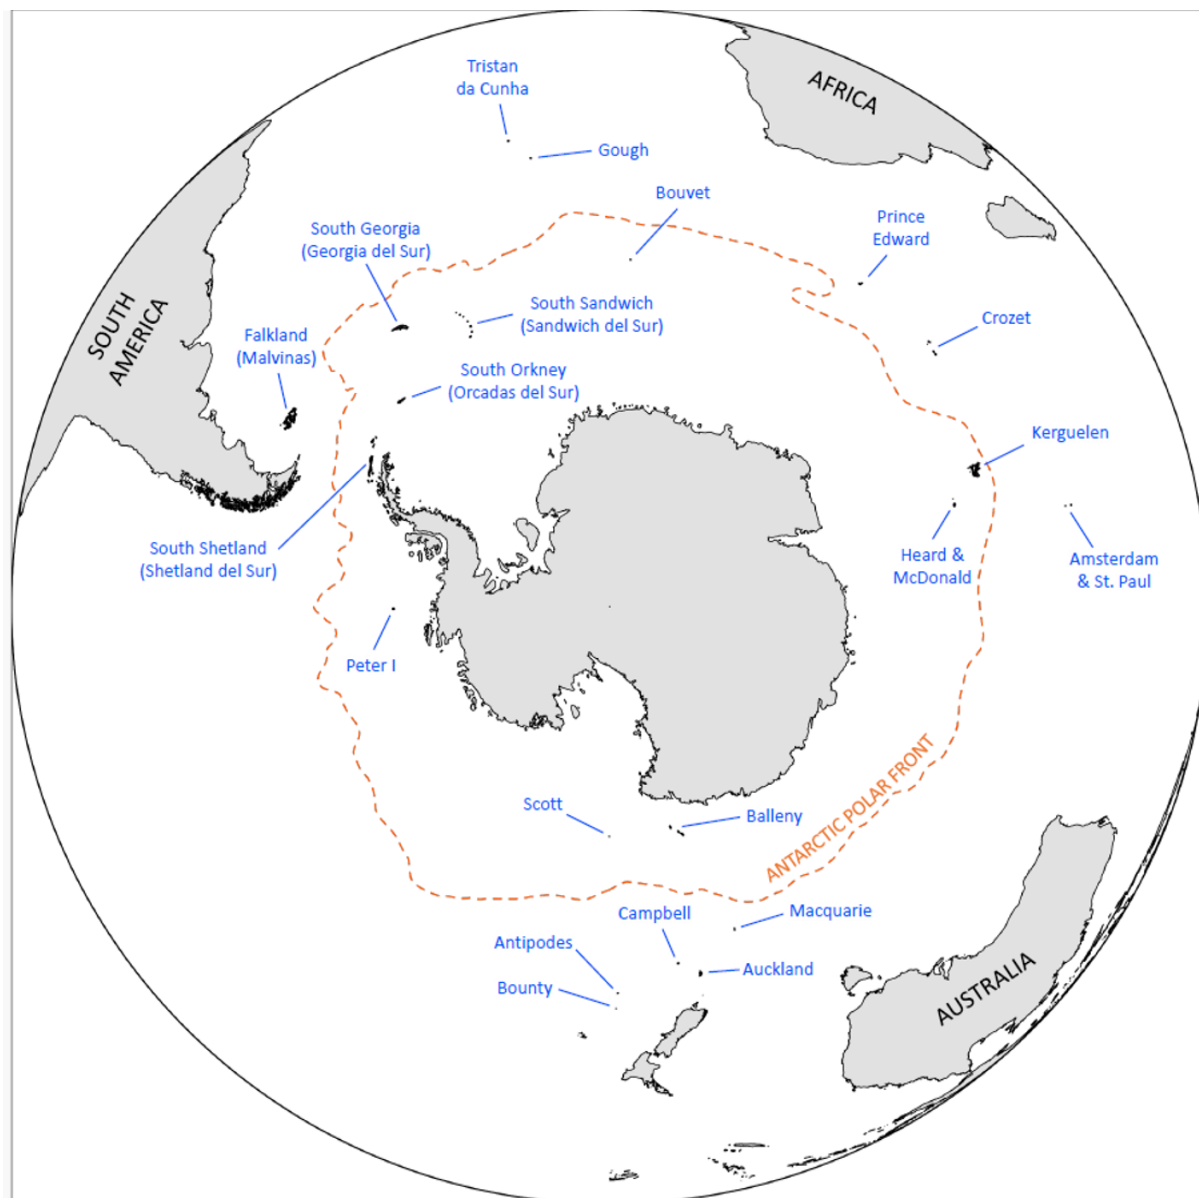 Tristan
da Cunha
AFRICA
Gough
Bouvet
Prince
Edward
South Georgia
(Georgia del Sur)
South Sandwich
(Sandwich del Sur)
Crozet
SOUTH
AMERICA
Falkland
(Malvinas)
South Orkney
(Orcadas del Sur)
Kerguelen
South Shetland
(Shetland del Sur)
Heard &
McDonald
Amsterdam
& St. Paul
Peter I
Scott
Balleny
ANTARCTIC POLAR FRONT
Campbell
Macquarie
Antipodes
Auckland
Bounty
AUSTRALIA